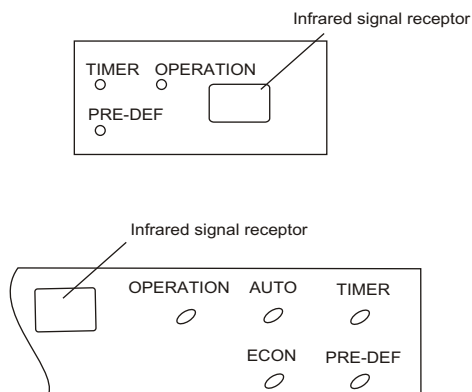 Infrared signal receptor
TIMER OPERATION
PRE-DEF
Infrared signal receptor
OPERATION AUTO TIMER
ECON PRE-DEF